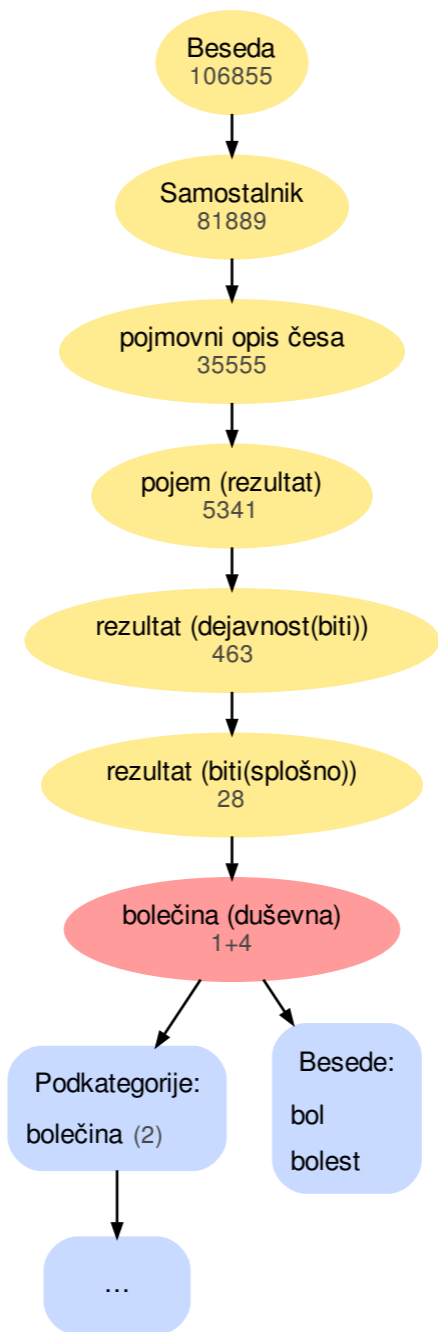 Beseda
106855
Samostalnik
81889
pojmovni opis česa
35555
pojem (rezultat)
5341
rezultat (dejavnost(biti))
463
rezultat (biti(splošno))
28
bolečina (duševna)
1+4
Podkategorije:
bolečina (2)
Besede:
bol
bolest
...